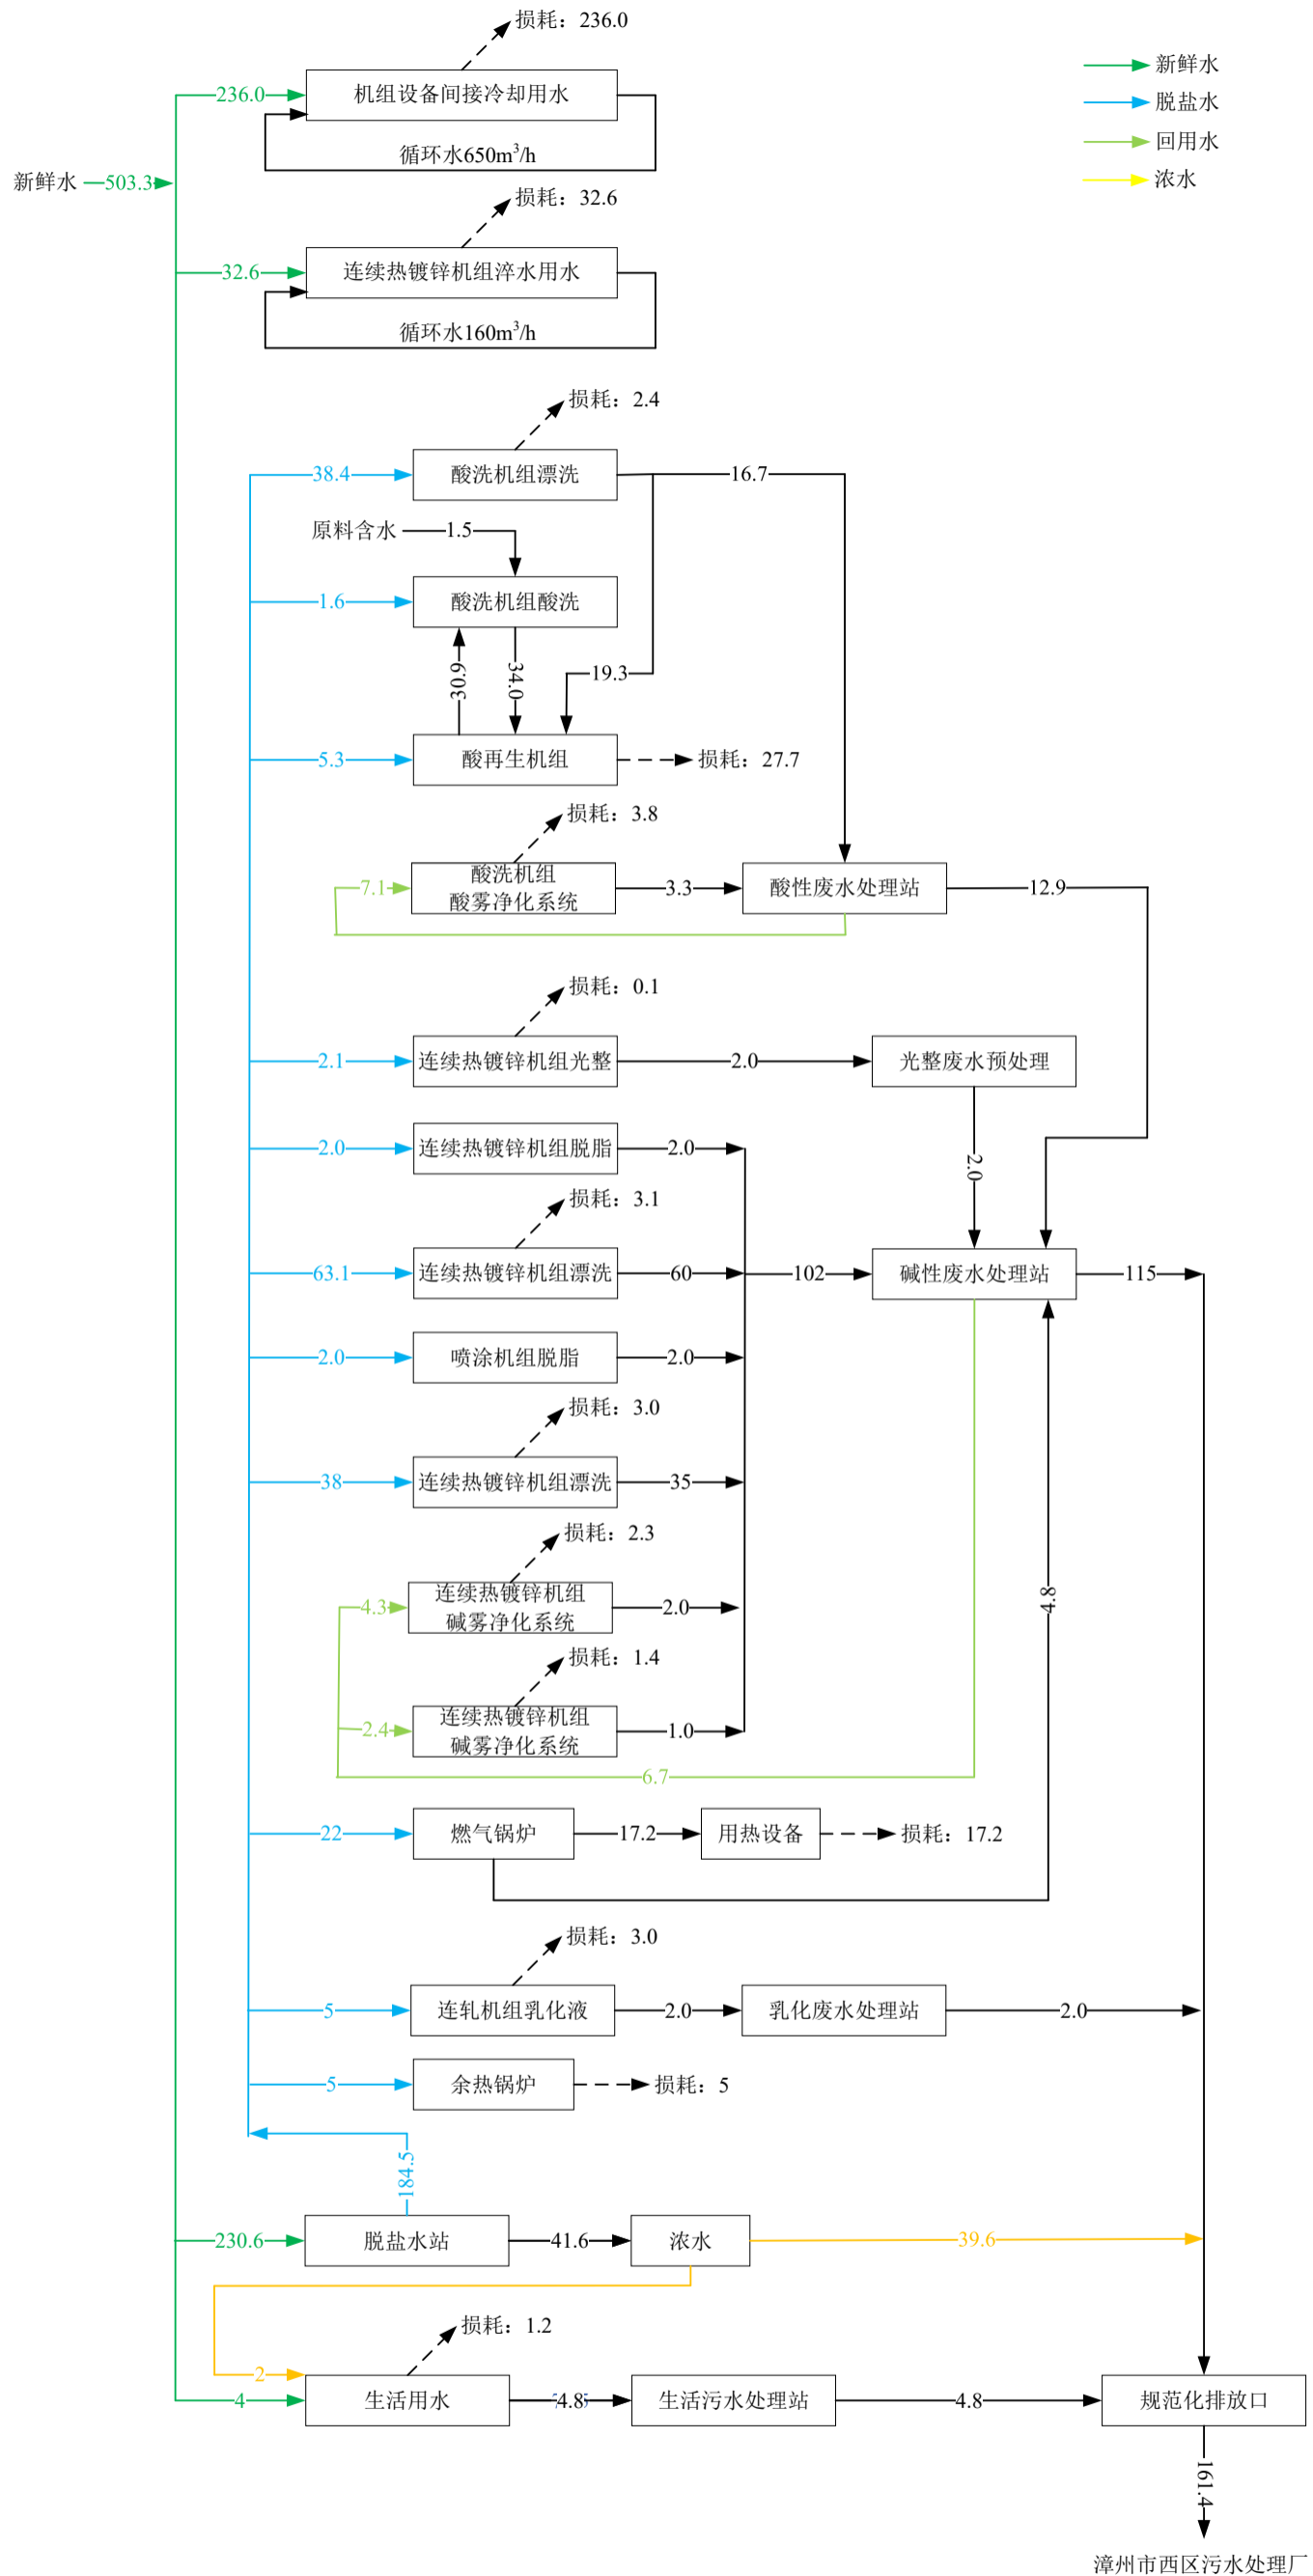 损耗：236.0
新鲜水
236.0
机组设备间接冷却用水
脱盐水
循环水650m³/h
回用水
新鲜水
503.3
浓水
损耗：32.6
32.6
连续热镀锌机组淬水用水
循环水160m³/h
损耗：2.4
38.4
酸洗机组漂洗
16.7
原料含水
1.5
1.6
酸洗机组酸洗
30.9
34.0
19.3
5.3
酸再生机组
损耗：27.7
损耗：3.8
7.1
酸洗机组
酸雾净化系统
3.3
酸性废水处理站
12.9
损耗：0.1
2.1
连续热镀锌机组光整
2.0
光整废水预处理
2.0
连续热镀锌机组脱脂
2.0
2.0
损耗：3.1
63.1
连续热镀锌机组漂洗
60
102
碱性废水处理站
115
2.0
喷涂机组脱脂
2.0
损耗：3.0
38
连续热镀锌机组漂洗
35
损耗：2.3
4.3
连续热镀锌机组
碱雾净化系统
2.0
4.8
损耗：1.4
2.4
连续热镀锌机组
碱雾净化系统
1.0
6.7
22
燃气锅炉
17.2
用热设备
损耗：17.2
损耗：3.0
5
连轧机组乳化液
2.0
乳化废水处理站
2.0
5
余热锅炉
损耗：5
184.5
230.6
脱盐水站
41.6
浓水
39.6
损耗：1.2
2
4
生活用水
4.8
生活污水处理站
4.8
规范化排放口
161.4
漳州市西区污水处理厂